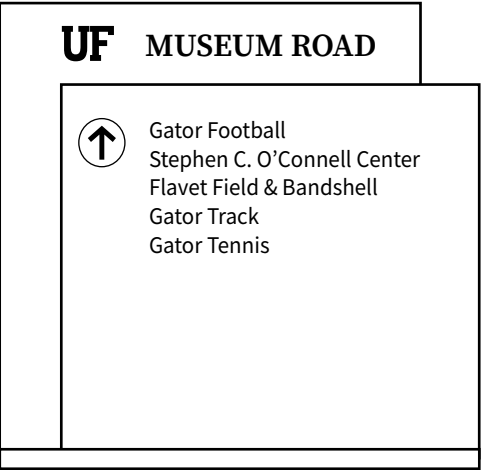 UF MUSEUM ROAD
Gator Football
Stephen C. O’Connell Center
Flavet Field & Bandshell
Gator Track
Gator Tennis